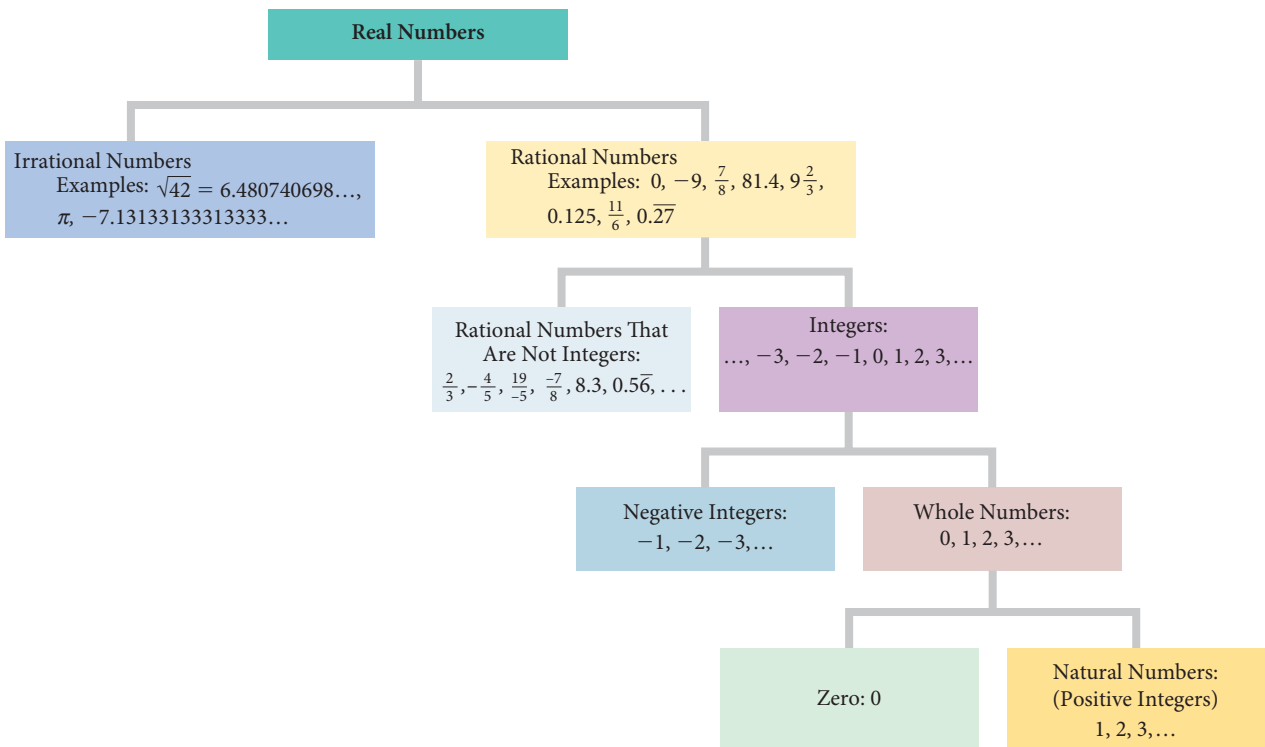 Real Numbers
Irrational Numbers
Examples: √42 = 6.480740698…,
π, −7.13133133313333…
Rational Numbers
Examples: 0, −9, 7/8, 81.4, 9 2/3,
0.125, 11/6, 0.2̅7̅
Rational Numbers That
Are Not Integers:
2/3, −4/5, 19/−5, −7/8, 8.3, 0.56̅, . . .
Integers:
…, −3, −2, −1, 0, 1, 2, 3,…
Negative Integers:
−1, −2, −3,…
Whole Numbers:
0, 1, 2, 3,…
Zero: 0
Natural Numbers:
(Positive Integers)
1, 2, 3,…